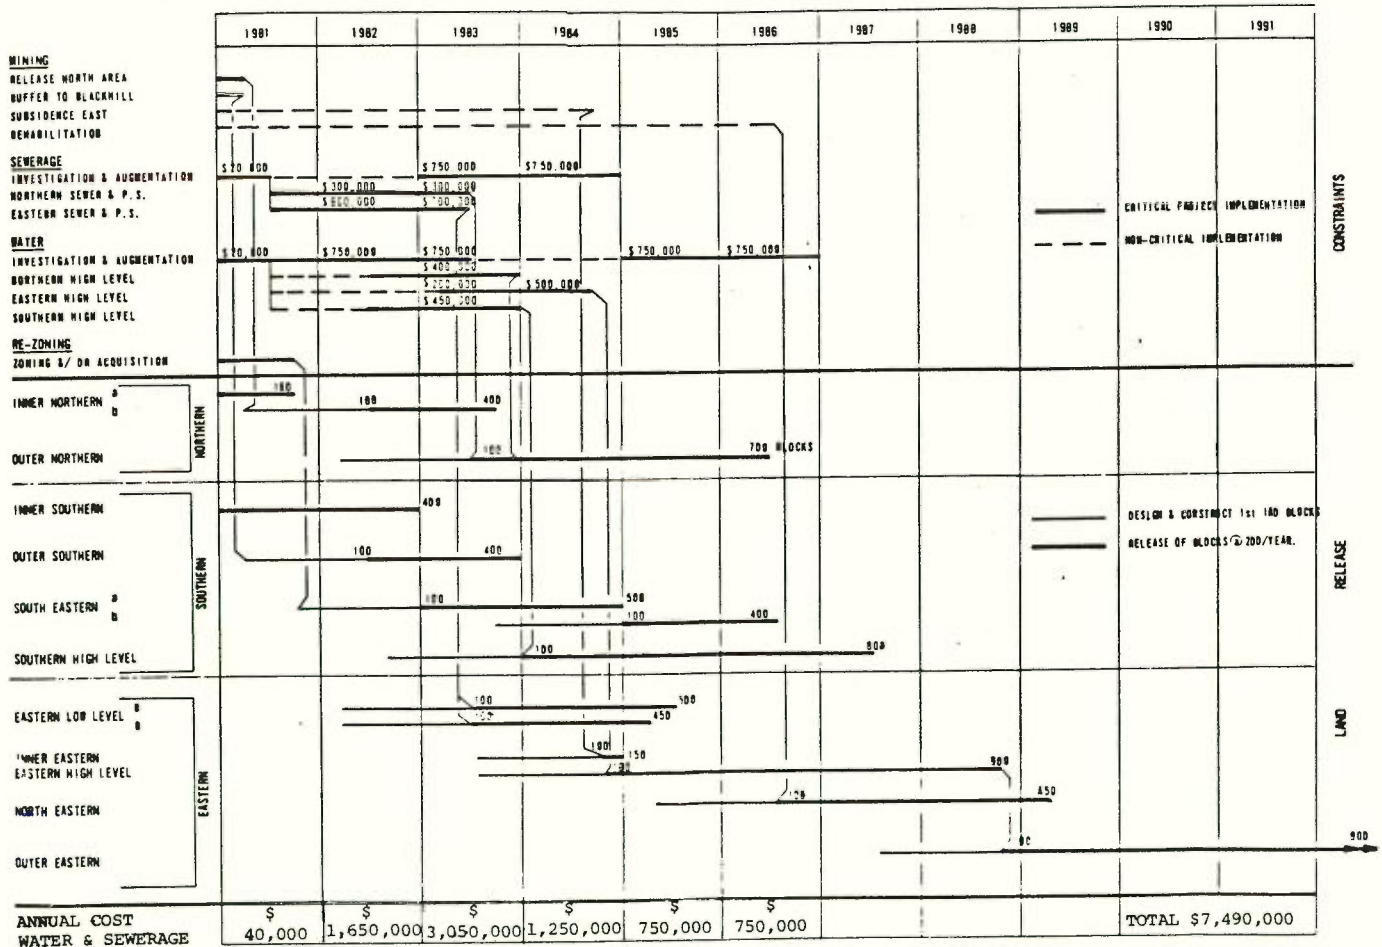 1981 1982 1983 1984 1985 1986 1987 1988 1989 1990 1991
MINING
RELEASE NORTH AREA
BUFFER TO BLACKHILL
SUBSIDENCE EAST
REHABILITATION
SEWERAGE
$20,000 $750,000 $750,000
INVESTIGATION & AUGMENTATION
$300,000 $300,000
NORTHERN SEWER & P.S.
EASTERN SEWER & P.S.
WATER
$20,000 $750,000 $750,000 $750,000 $750,000
INVESTIGATION & AUGMENTATION
$400,000
NORTHERN HIGH LEVEL
$500,000
EASTERN HIGH LEVEL
$450,000
SOUTHERN HIGH LEVEL
RE-ZONING
ZONING &/ OR ACQUISITION
CRITICAL PROJECT IMPLEMENTATION
NON-CRITICAL IMPLEMENTATION
CONSTRAINTS
INNER NORTHERN a
b
100 400
OUTER NORTHERN
100 700 BLOCKS
NORTHERN
INNER SOUTHERN
400
OUTER SOUTHERN
100 400
SOUTH EASTERN a
b
100 500
100 400
SOUTHERN HIGH LEVEL
100 800
SOUTHERN
DESIGN & CONSTRUCT 1st 100 BLOCKS
RELEASE OF BLOCKS @ 200/YEAR.
RELEASE
EASTERN LOW LEVEL
100 500
100 450
INNER EASTERN
100 150
EASTERN HIGH LEVEL
100 900
NORTH EASTERN
100 450
OUTER EASTERN
900
EASTERN
LAND
ANNUAL COST
WATER & SEWERAGE
$ $ $ $ $ $
40,000 1,650,000 3,050,000 1,250,000 750,000 750,000
TOTAL $7,490,000